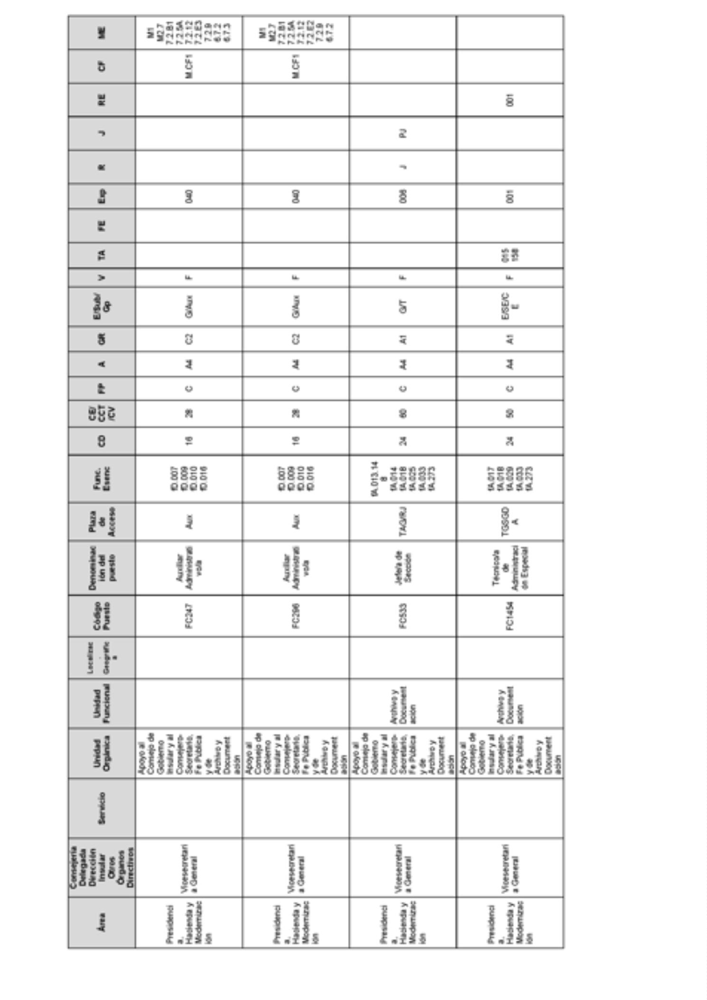 Área
Consejería
Delegada
Dirección
Insular
Otros
Órganos
Directivos
Servicio
Unidad
Orgánica
Unidad
Funcional
Localizac
.
Geográfic
a
Código
Puesto
Denominac
ión del
puesto
Plaza
de
Acceso
Func.
Esenc
CD
CE/
CCT
/CV
FP
A
GR
E/Sub/
Gp
V
TA
FE
Exp
R
J
RE
CF
ME
Presidenci
a,
Hacienda y
Modernizac
ión
Vicesecretarí
a General
Apoyo al
Consejo de
Gobierno
Insular y al
Consejero-
Secretario,
Fe Pública
y de
Archivo y
Document
ación
FC247
Auxiliar
Administrati
vo/a
Aux
fD.007
fD.009
fD.010
fD.016
16
28
C
A4
C2
G/Aux
F
040
M.CF1
M1
M2.7
7.2.B1
7.2.5A
7.2.12
7.2.E3
7.2.9
6.7.2
6.7.3
Presidenci
a,
Hacienda y
Modernizac
ión
Vicesecretarí
a General
Apoyo al
Consejo de
Gobierno
Insular y al
Consejero-
Secretario,
Fe Pública
y de
Archivo y
Document
ación
FC296
Auxiliar
Administrati
vo/a
Aux
fD.007
fD.009
fD.010
fD.016
16
28
C
A4
C2
G/Aux
F
040
M.CF1
M1
M2.7
7.2.B1
7.2.5A
7.2.12
7.2.E2
7.2.9
6.7.2
Presidenci
a,
Hacienda y
Modernizac
ión
Vicesecretarí
a General
Apoyo al
Consejo de
Gobierno
Insular y al
Consejero-
Secretario,
Fe Pública
y de
Archivo y
Document
ación
Archivo y
Document
ación
FC533
Jefe/a de
Sección
TAG/RJ
fA.013.14
8
fA.014
fA.018
fA.025
fA.033
fA.273
24
60
C
A4
A1
G/T
F
006
J
PJ
Presidenci
a,
Hacienda y
Modernizac
ión
Vicesecretarí
a General
Apoyo al
Consejo de
Gobierno
Insular y al
Consejero-
Secretario,
Fe Pública
y de
Archivo y
Document
ación
Archivo y
Document
ación
FC1454
Técnico/a
de
Administraci
ón Especial
TGSGD
A
fA.017
fA.018
fA.029
fA.033
fA.273
24
50
C
A4
A1
E/SE/C
E
F
015
158
001
001